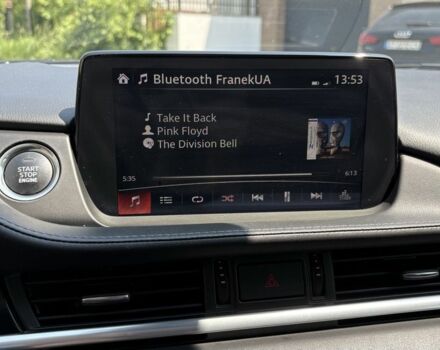 Bluetooth FranekUA 13:53
Take It Back
Pink Floyd
The Division Bell
5:35 6:13
START
STOP
ENGINE